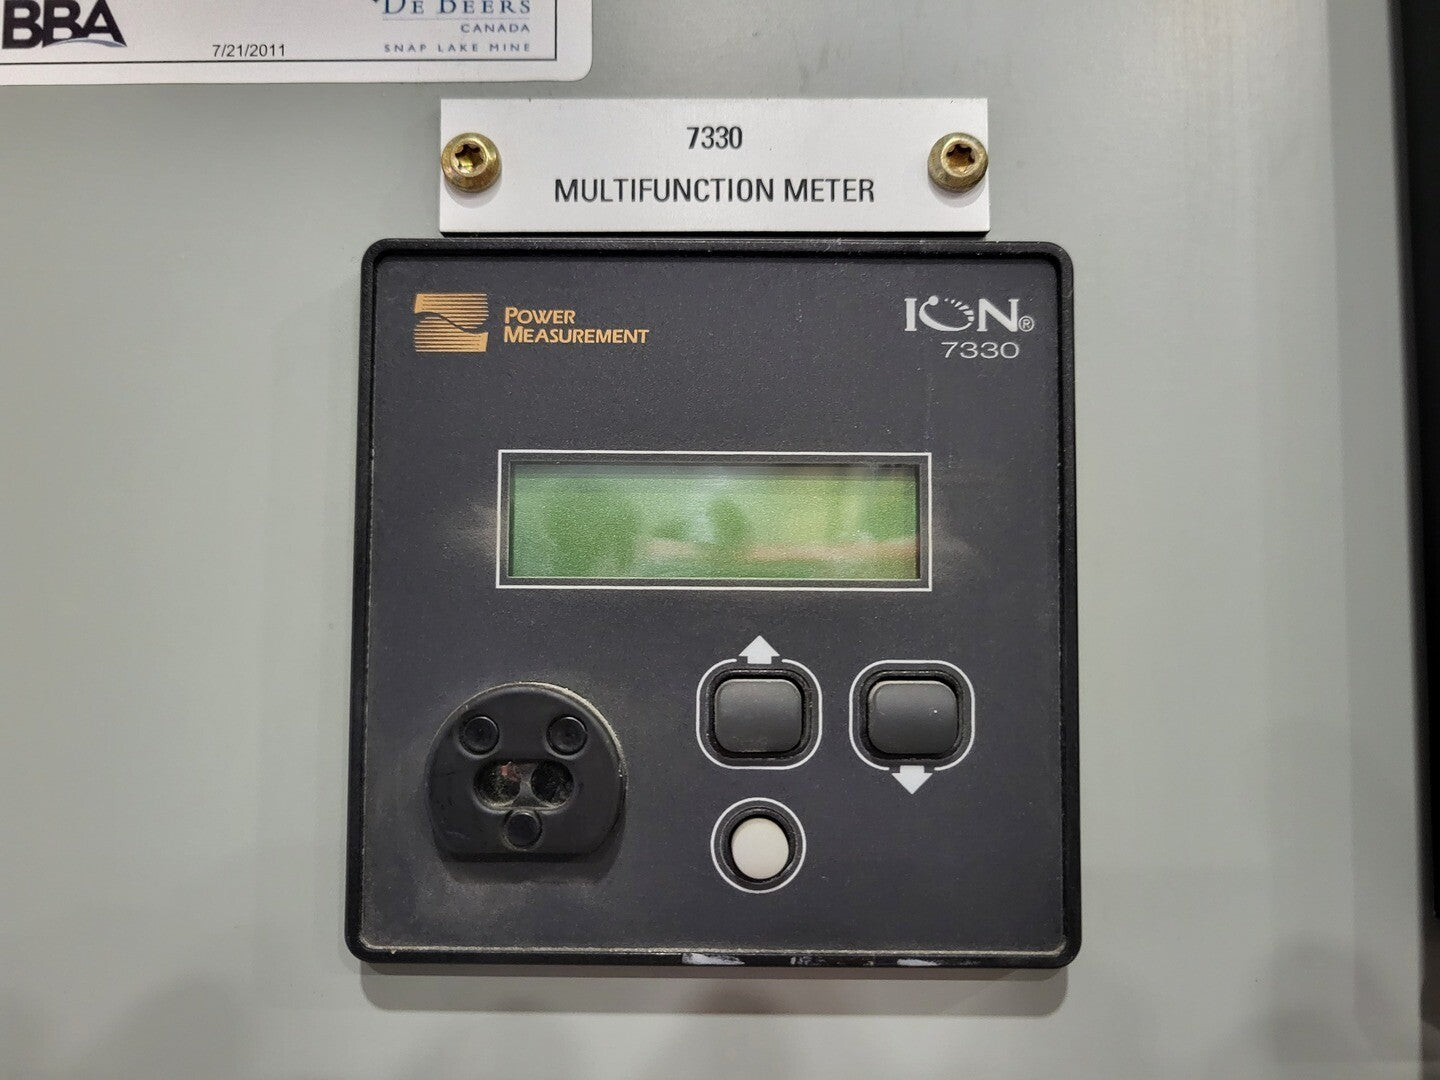 BBA
7/21/2011
DE BEERS
CANADA
SNAP LAKE MINE
7330
MULTIFUNCTION METER
POWER
MEASUREMENT
ION®
7330